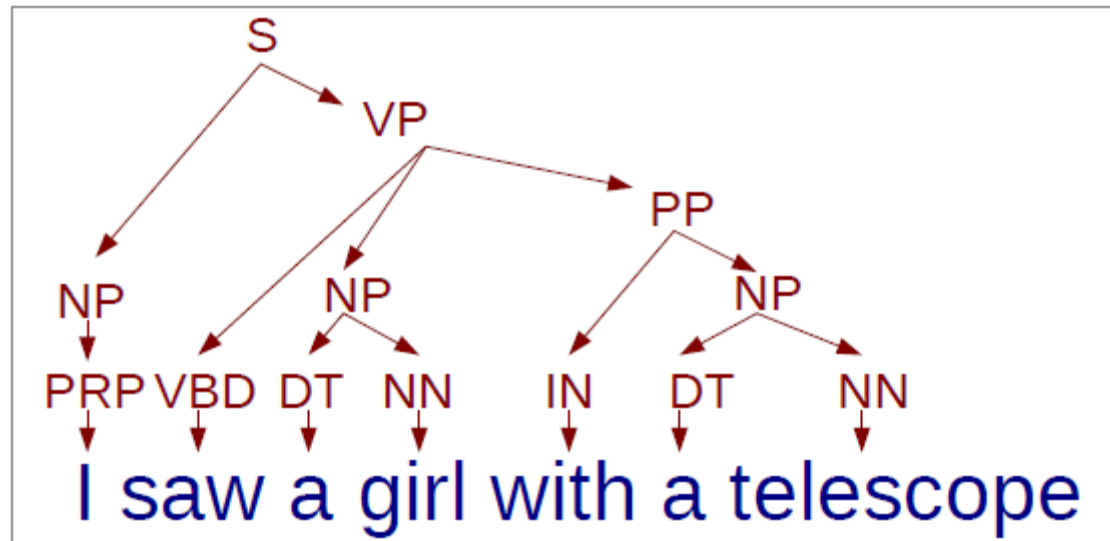 S
VP
PP
NP NP NP
PRP VBD DT NN IN DT NN
I saw a girl with a telescope